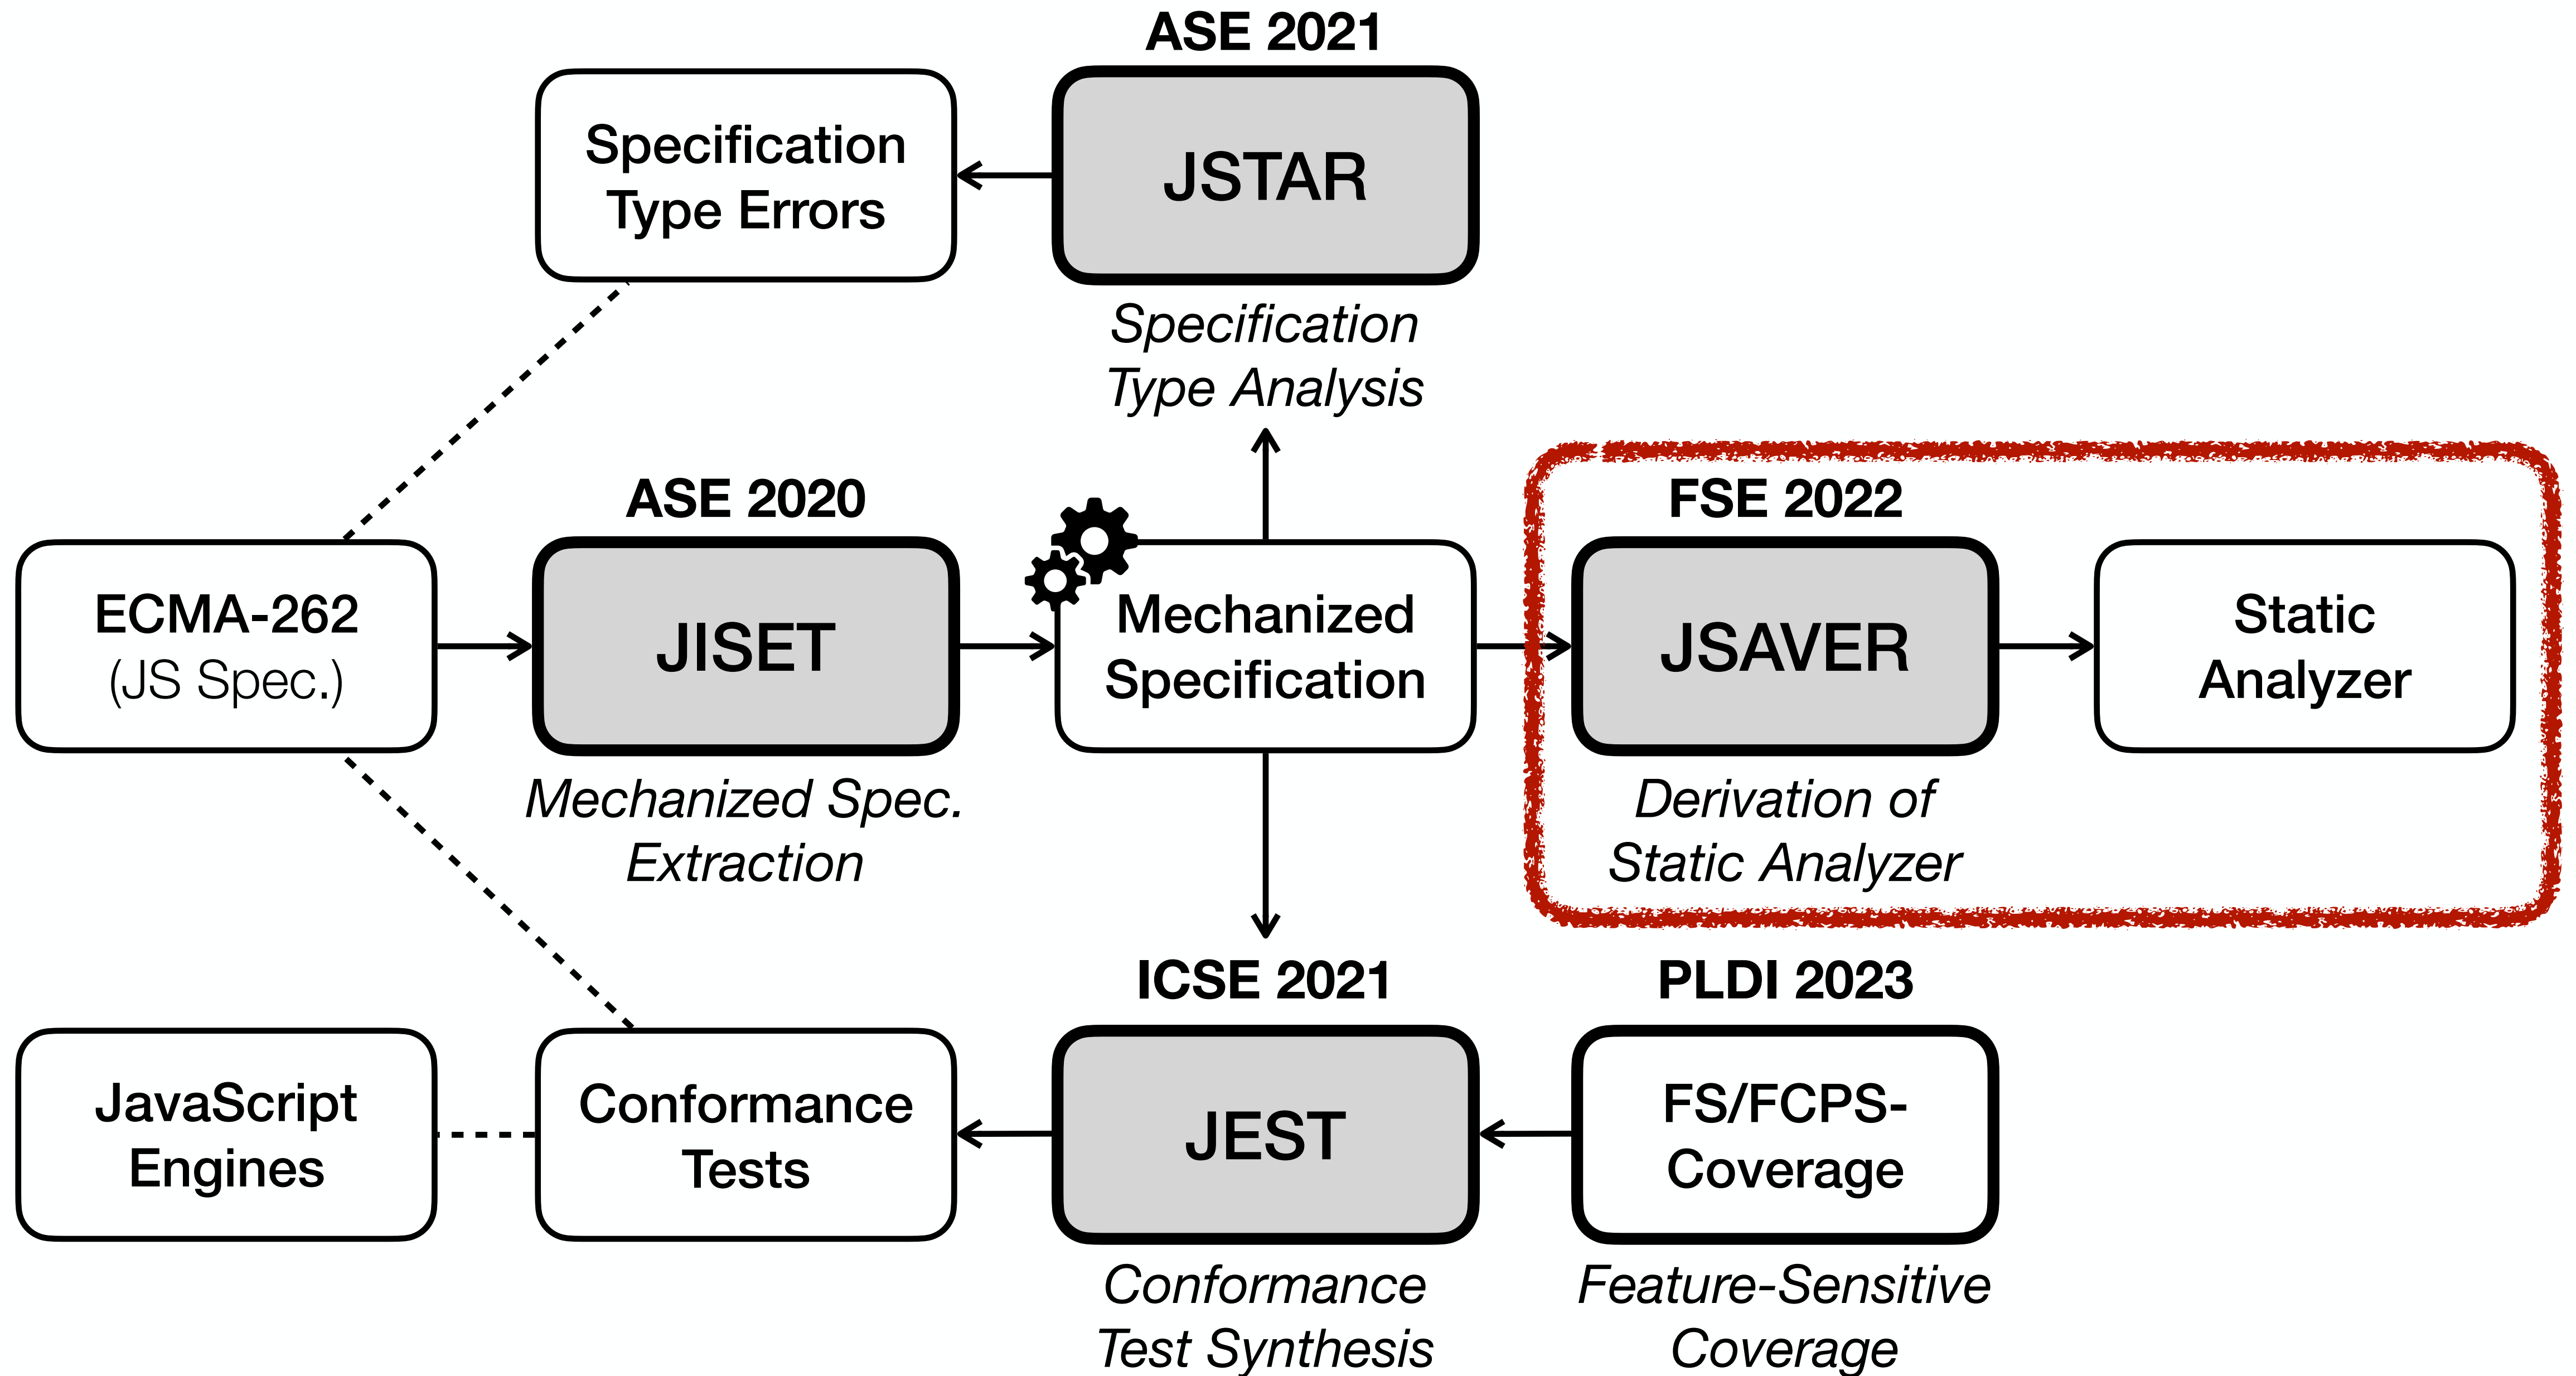 ASE 2021
Specification
Type Errors
JSTAR
Specification
Type Analysis
ASE 2020
FSE 2022
ECMA-262
(JS Spec.)
JISET
Mechanized
Specification
JSAVER
Static
Analyzer
Mechanized Spec.
Extraction
Derivation of
Static Analyzer
ICSE 2021
PLDI 2023
JavaScript
Engines
Conformance
Tests
JEST
FS/FCPS-
Coverage
Conformance
Test Synthesis
Feature-Sensitive
Coverage